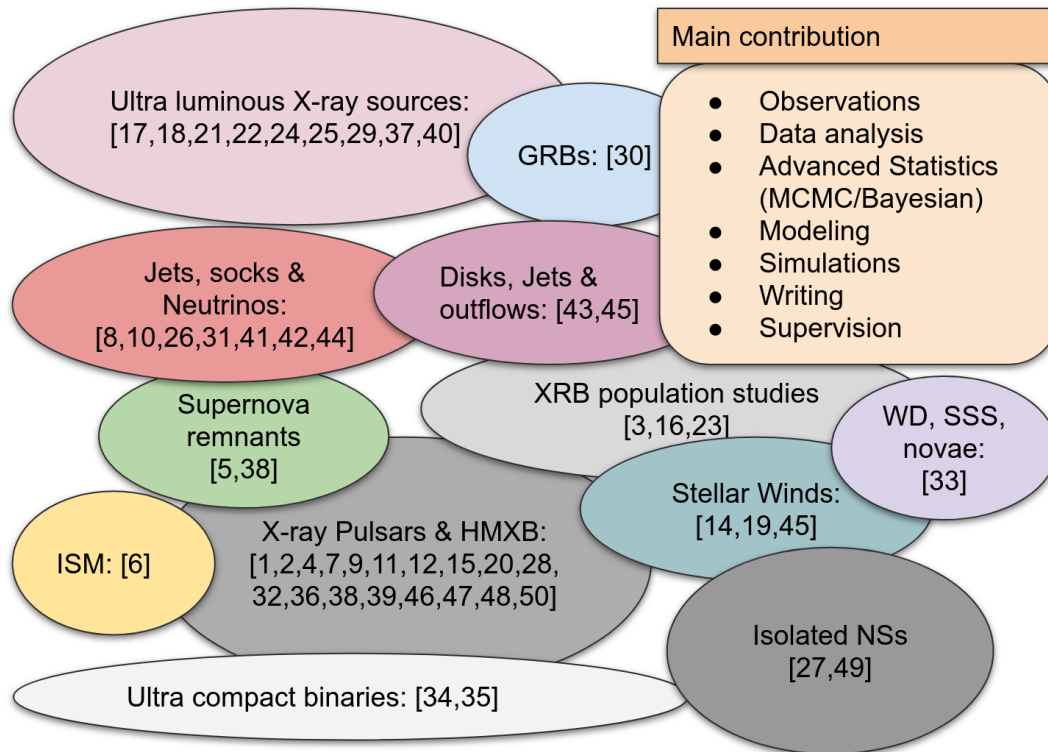 Main contribution
Ultra luminous X-ray sources:
[17,18,21,22,24,25,29,37,40]
GRBs: [30]
● Observations
● Data analysis
● Advanced Statistics
(MCMC/Bayesian)
● Modeling
● Simulations
● Writing
● Supervision
Jets, socks &
Neutrinos:
[8,10,26,31,41,42,44]
Disks, Jets &
outflows: [43,45]
XRB population studies
[3,16,23]
WD, SSS,
novae:
[33]
Supernova
remnants
[5,38]
Stellar Winds:
[14,19,45]
ISM: [6]
X-ray Pulsars & HMXB:
[1,2,4,7,9,11,12,15,20,28,
32,36,38,39,46,47,48,50]
Isolated NSs
[27,49]
Ultra compact binaries: [34,35]